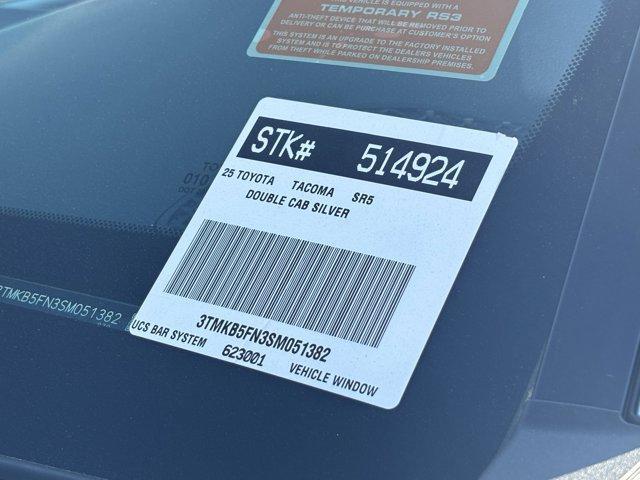 THIS VEHICLE IS EQUIPPED WITH A
TEMPORARY RS3
ANTI-THEFT DEVICE THAT WILL BE REMOVED PRIOR TO
DELIVERY OR CAN BE PURCHASE AT CUSTOMER'S OPTION
THIS SYSTEM IS AN UPGRADE TO THE FACTORY INSTALLED
SYSTEM AND IS TO PROTECT THE DEALERS VEHICLES
FROM THEFT WHILE PARKED ON DEALERSHIP PREMISES.
STK# 514924
25 TOYOTA TACOMA SR5
DOUBLE CAB SILVER
3TMKB5FN3SM051382
UCS BAR SYSTEM 623001 VEHICLE WINDOW
3TMKB5FN3SM051382